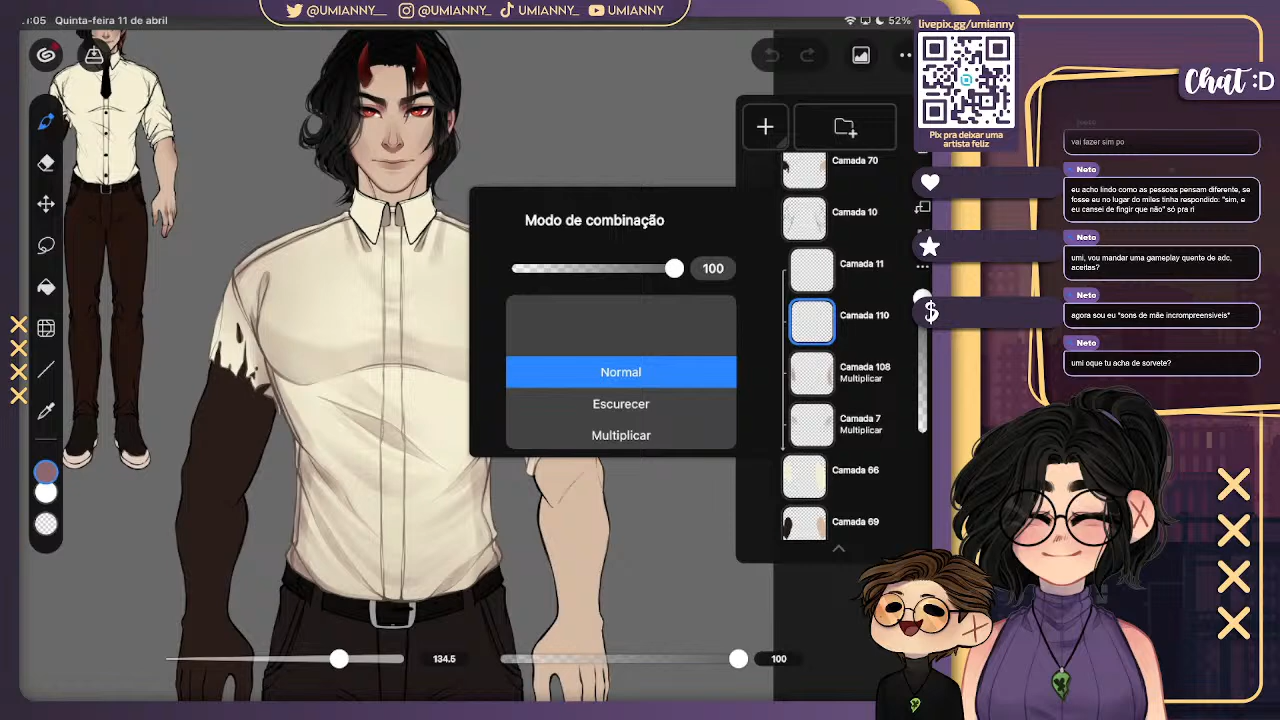 @UMIANNY__ @UMIANNY_ UMIANNY_ UMIANNY
:05 Quinta-feira 11 de abril
52%
livepix.gg/umianny
Pix pra deixar uma
artista feliz
Chat :D
vai fazer sim po
Neto
eu acho lindo como as pessoas pensam diferente, se
fosse eu no lugar do miles tinha respondido: "sim, e
eu cansei de fingir que não" só pra ri
Neto
umi, vou mandar uma gameplay quente de adc,
aceitas?
Neto
agora sou eu "sons de mãe incrompreensiveis"
Neto
umi oque tu acha de sorvete?
Camada 70
Camada 10
Camada 11
Camada 110
Camada 108
Multiplicar
Camada 7
Multiplicar
Camada 66
Camada 69
Modo de combinação
100
Normal
Escurecer
Multiplicar
134.5
100